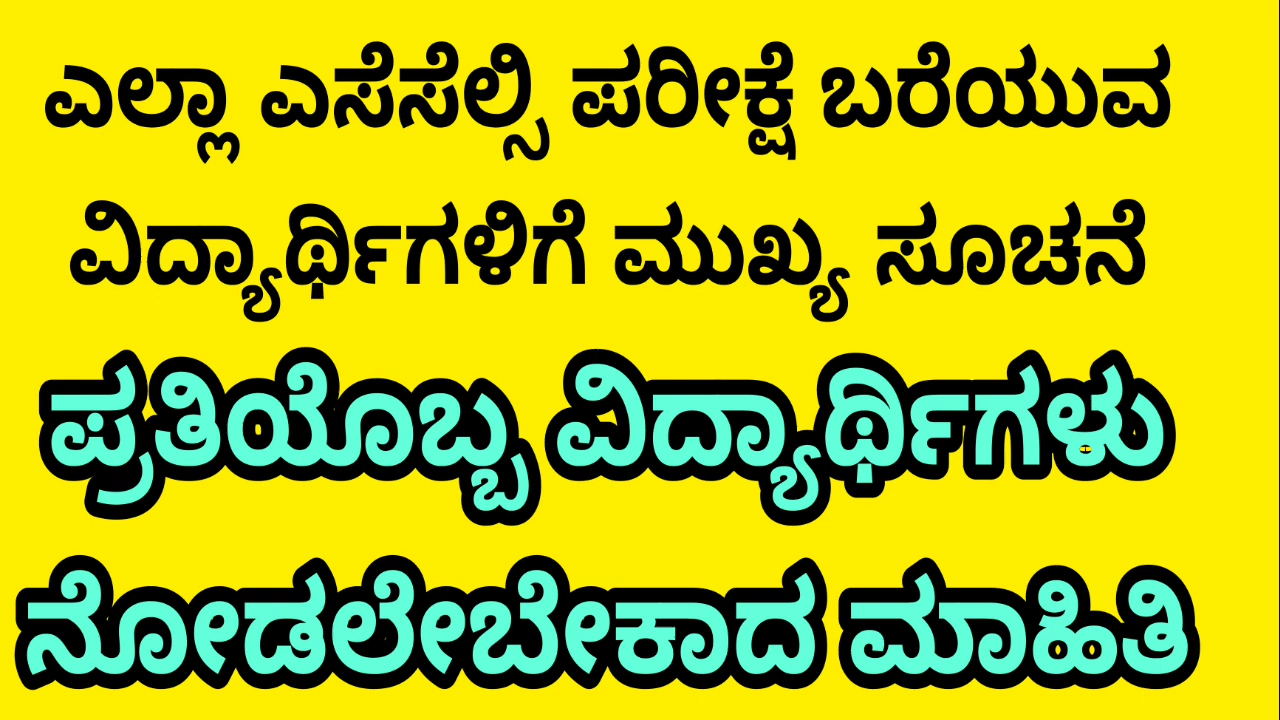 ಎಲ್ಲಾ ಎಸೆಸೆಲ್ಸಿ ಪರೀಕ್ಷೆ ಬರೆಯುವ
ವಿದ್ಯಾರ್ಥಿಗಳಿಗೆ ಮುಖ್ಯ ಸೂಚನೆ
ಪ್ರತಿಯೊಬ್ಬ ವಿದ್ಯಾರ್ಥಿಗಳು
ನೋಡಲೇಬೇಕಾದ ಮಾಹಿತಿ